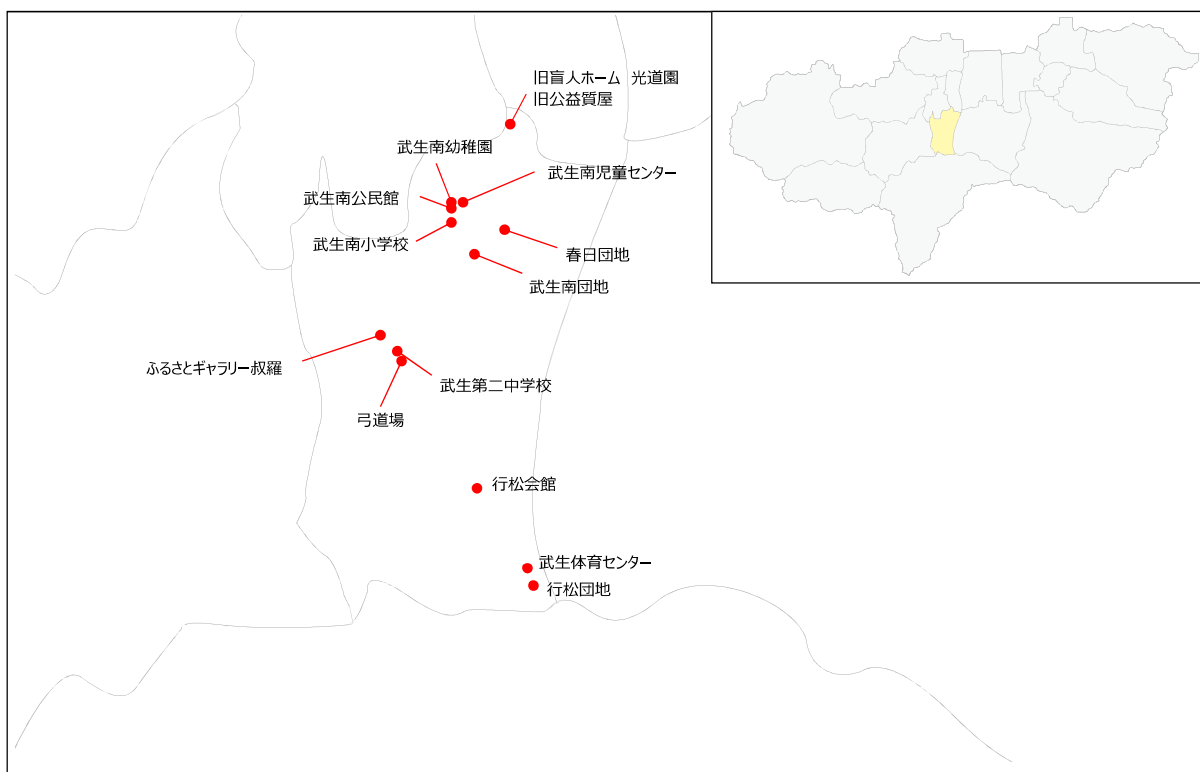 旧盲人ホーム 光道園
旧公益質屋
武生南幼稚園
武生南児童センター
武生南公民館
武生南小学校
春日団地
武生南団地
ふるさとギャラリー叔羅
武生第二中学校
弓道場
行松会館
武生体育センター
行松団地